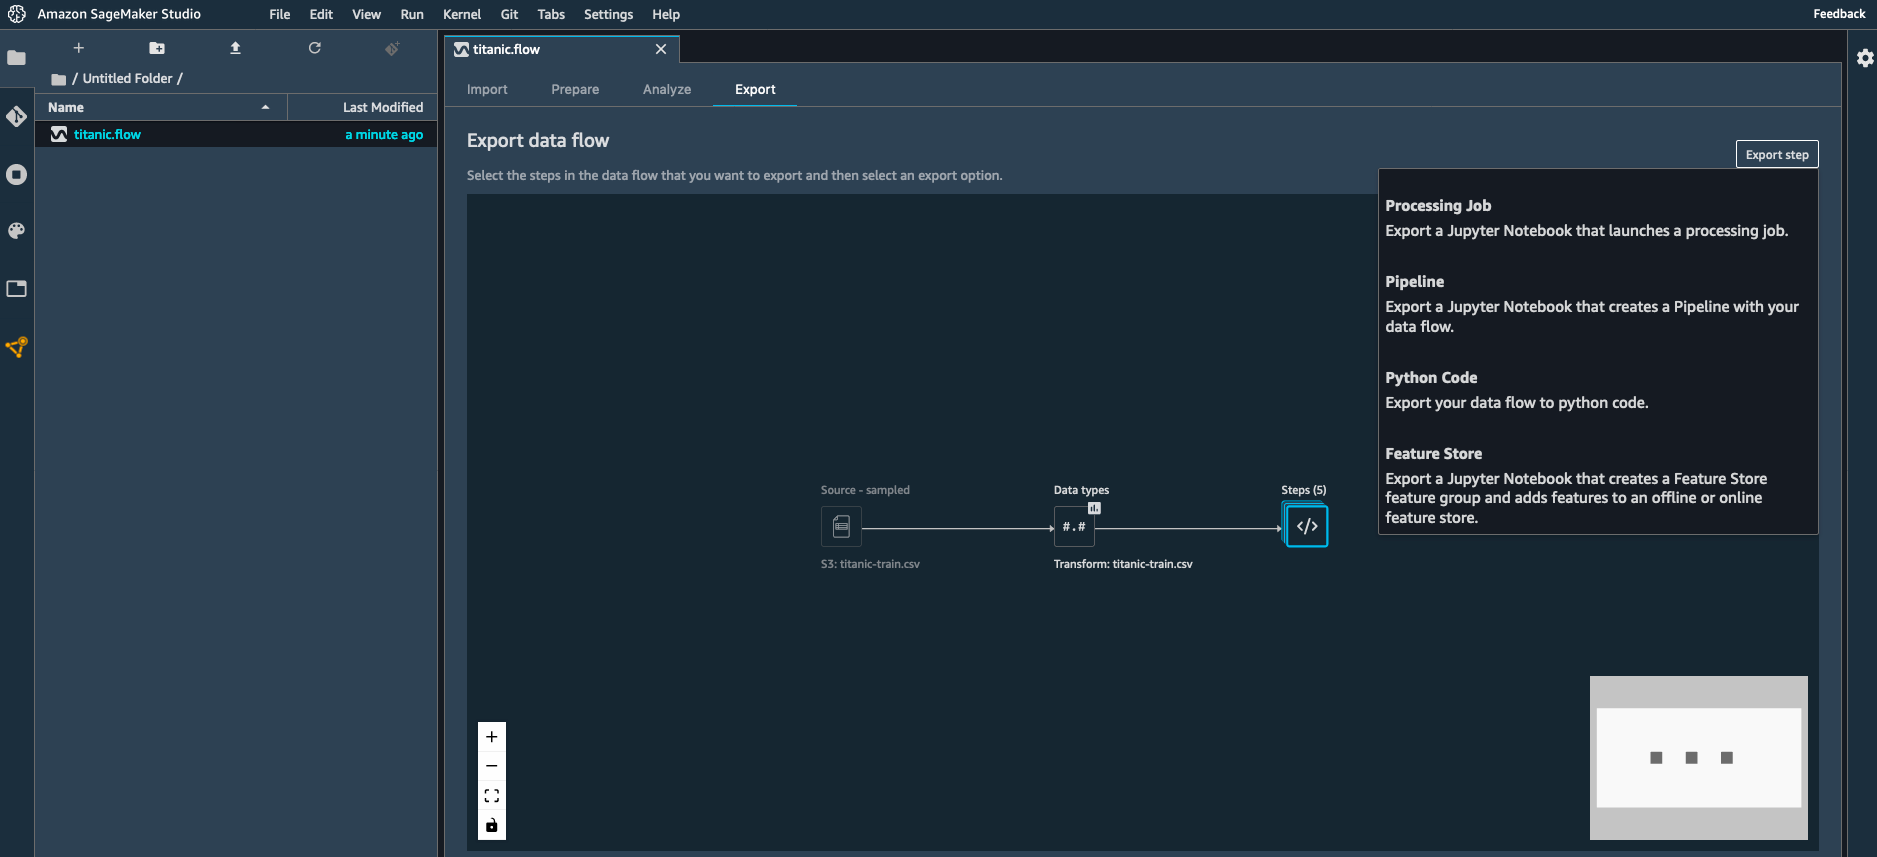 Amazon SageMaker Studio File Edit View Run Kernel Git Tabs Settings Help Feedback
/ Untitled Folder /
Name Last Modified
titanic.flow a minute ago
titanic.flow
Import Prepare Analyze Export
Export data flow
Export step
Select the steps in the data flow that you want to export and then select an export option.
Processing Job
Export a Jupyter Notebook that launches a processing job.
Pipeline
Export a Jupyter Notebook that creates a Pipeline with your
data flow.
Python Code
Export your data flow to python code.
Feature Store
Export a Jupyter Notebook that creates a Feature Store
feature group and adds features to an offline or online
feature store.
Source - sampled Data types Steps (5)
#.# </>
S3: titanic-train.csv Transform: titanic-train.csv